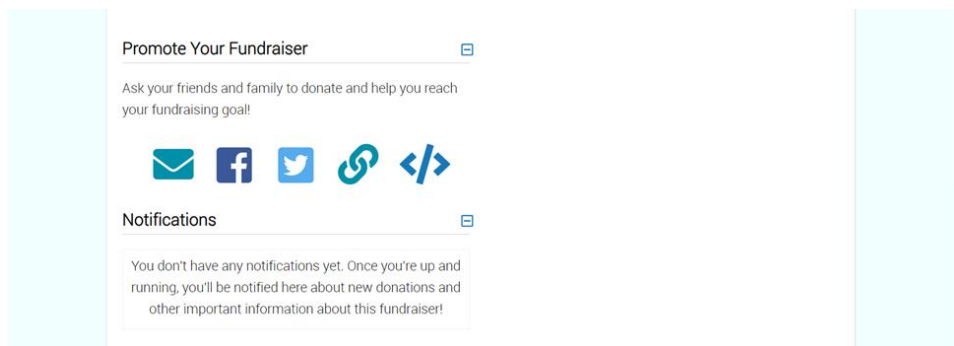 Promote Your Fundraiser
Ask your friends and family to donate and help you reach
your fundraising goal!
Notifications
You don't have any notifications yet. Once you're up and
running, you'll be notified here about new donations and
other important information about this fundraiser!